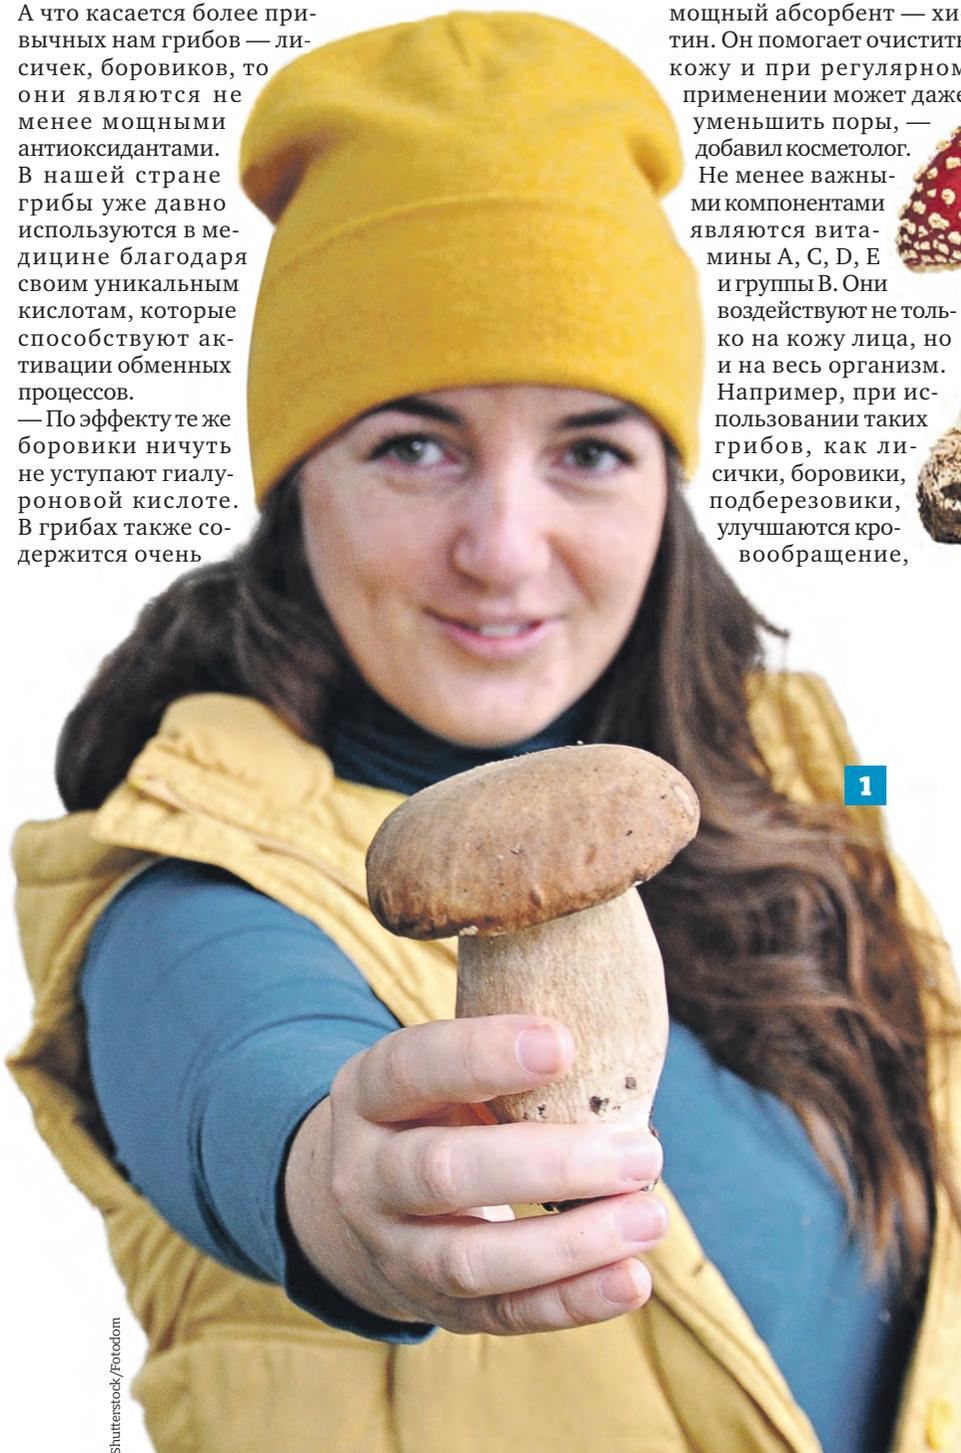 А что касается более при-
вычных нам грибов — ли-
сичек, боровиков, то
они являются не
менее мощными
антиоксидантами.
В нашей стране
грибы уже давно
используются в ме-
дицине благодаря
своим уникальным
кислотам, которые
способствуют ак-
тивации обменных
процессов.
— По эффекту те же
боровики ничуть
не уступают гиалу-
роновой кислоте.
В грибах также со-
держится очень
мощный абсорбент — хи-
тин. Он помогает очистить
кожу и при регулярном
применении может даже
уменьшить поры, —
добавил косметолог.
Не менее важны-
ми компонентами
являются вита-
мины А, С, D, Е
и группы В. Они
воздействуют не толь-
ко на кожу лица, но
и на весь организм.
Например, при ис-
пользовании таких
грибов, как ли-
сички, боровики,
подберезовики,
улучшаются кро-
вообращение,
1
Shutterstock/Fotodom